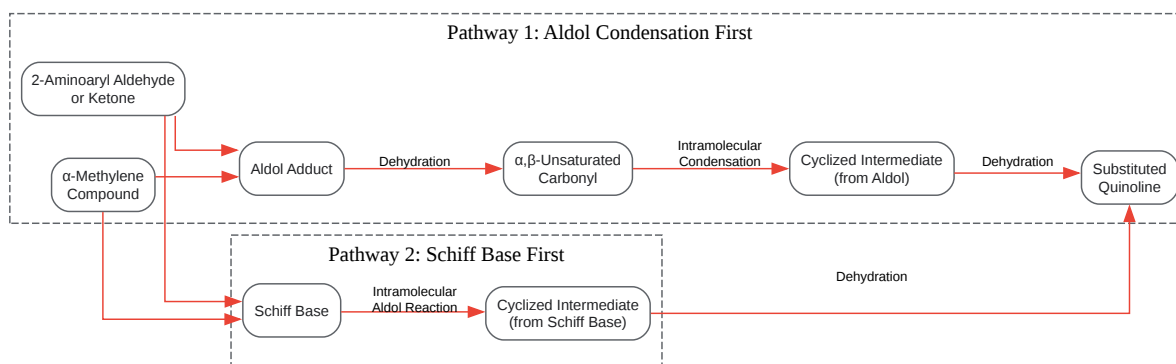 Pathway 1: Aldol Condensation First
2-Aminoaryl Aldehyde
or Ketone
α-Methylene
Compound
Aldol Adduct
Dehydration
α,β-Unsaturated
Carbonyl
Intramolecular
Condensation
Cyclized Intermediate
(from Aldol)
Dehydration
Substituted
Quinoline
Pathway 2: Schiff Base First
Schiff Base
Intramolecular
Aldol Reaction
Cyclized Intermediate
(from Schiff Base)
Dehydration